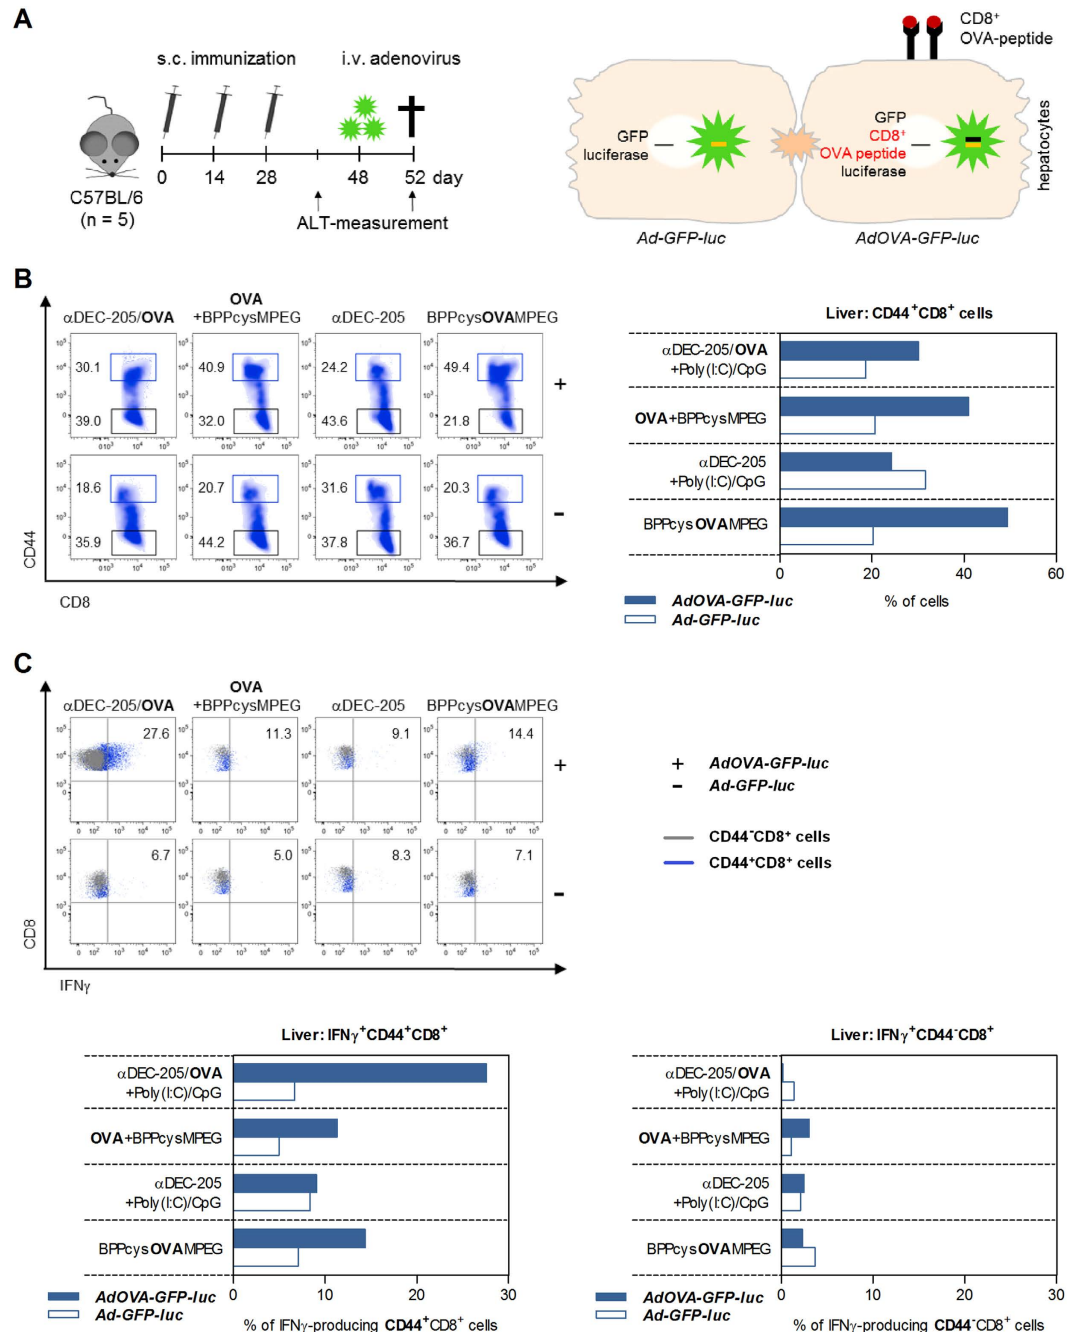 A
s.c. immunization
i.v. adenovirus
C57BL/6
(n = 5)
0 14 28 48 52 day
ALT-measurement
CD8⁺
OVA-peptide
GFP
luciferase
GFP
CD8⁺
OVA peptide
luciferase
hepatocytes
Ad-GFP-luc
AdOVA-GFP-luc
B
αDEC-205/OVA
OVA
+BPPcysMPEG
αDEC-205
BPPcysOVAMPEG
30.1 40.9 24.2 49.4 +
39.0 32.0 43.6 21.8
18.6 20.7 31.6 20.3 −
35.9 44.2 37.8 36.7
CD44
CD8
Liver: CD44⁺CD8⁺ cells
αDEC-205/OVA
+Poly(I:C)/CpG
OVA+BPPcysMPEG
αDEC-205
+Poly(I:C)/CpG
BPPcysOVAMPEG
0 20 40 60
% of cells
AdOVA-GFP-luc
Ad-GFP-luc
C
αDEC-205/OVA
OVA
+BPPcysMPEG
αDEC-205
BPPcysOVAMPEG
27.6 11.3 9.1 14.4 +
6.7 5.0 8.3 7.1 −
CD8
IFNγ
+ AdOVA-GFP-luc
− Ad-GFP-luc
CD44⁻CD8⁺ cells
CD44⁺CD8⁺ cells
Liver: IFNγ⁺CD44⁺CD8⁺
αDEC-205/OVA
+Poly(I:C)/CpG
OVA+BPPcysMPEG
αDEC-205
+Poly(I:C)/CpG
BPPcysOVAMPEG
0 10 20 30
AdOVA-GFP-luc
Ad-GFP-luc
% of IFNγ-producing CD44⁺CD8⁺ cells
Liver: IFNγ⁺CD44⁻CD8⁺
αDEC-205/OVA
+Poly(I:C)/CpG
OVA+BPPcysMPEG
αDEC-205
+Poly(I:C)/CpG
BPPcysOVAMPEG
0 10 20 30
AdOVA-GFP-luc
Ad-GFP-luc
% of IFNγ-producing CD44⁻CD8⁺ cells